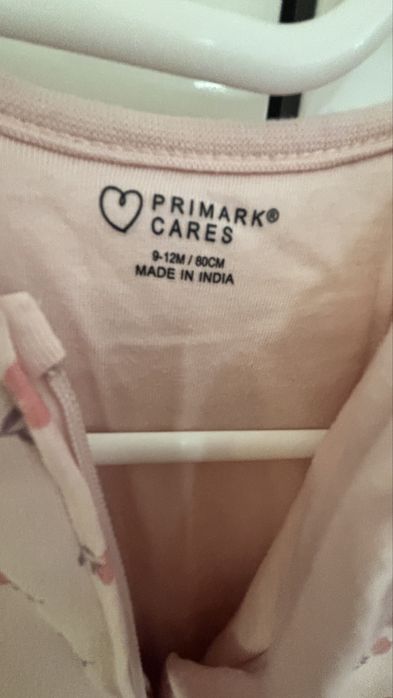 PRIMARK®
CARES
9-12M / 80CM
MADE IN INDIA